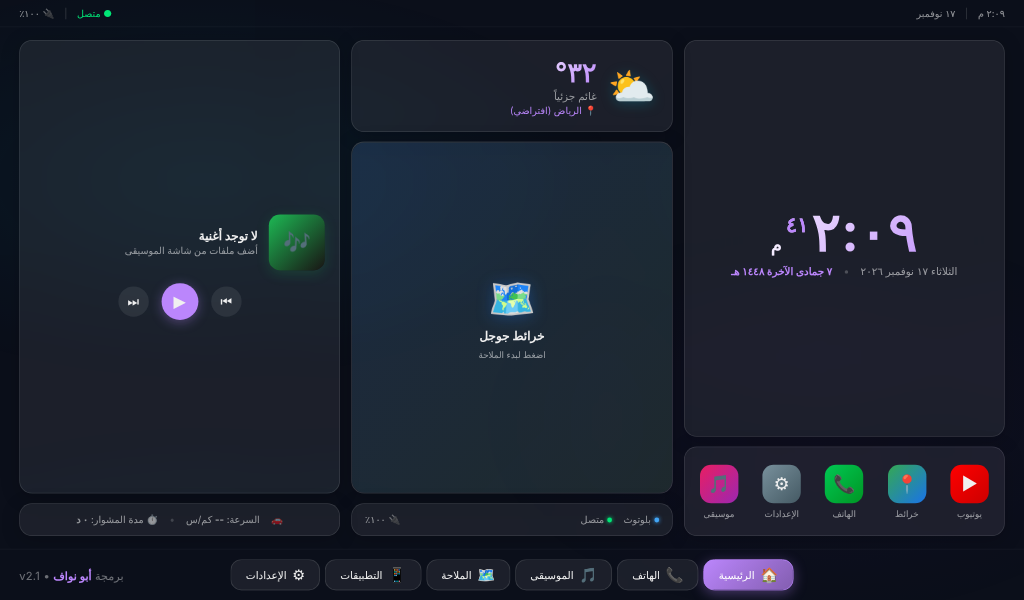 ٢:٠٩ م
١٧ نوفمبر
متصل
١٠٠٪
٢:٠٩
٤١
م
الثلاثاء ١٧ نوفمبر ٢٠٢٦ • ٧ جمادى الآخرة ١٤٤٨ هـ
يوتيوب
خرائط
الهاتف
الإعدادات
موسيقى
٣٢°
غائم جزئياً
الرياض (افتراضي)
خرائط جوجل
اضغط لبدء الملاحة
بلوتوث
متصل
١٠٠٪
لا توجد أغنية
أضف ملفات من شاشة الموسيقى
السرعة: -- كم/س • مدة المشوار: ٠ د
الرئيسية
الهاتف
الموسيقى
الملاحة
التطبيقات
الإعدادات
برمجة أبو نواف • v2.1